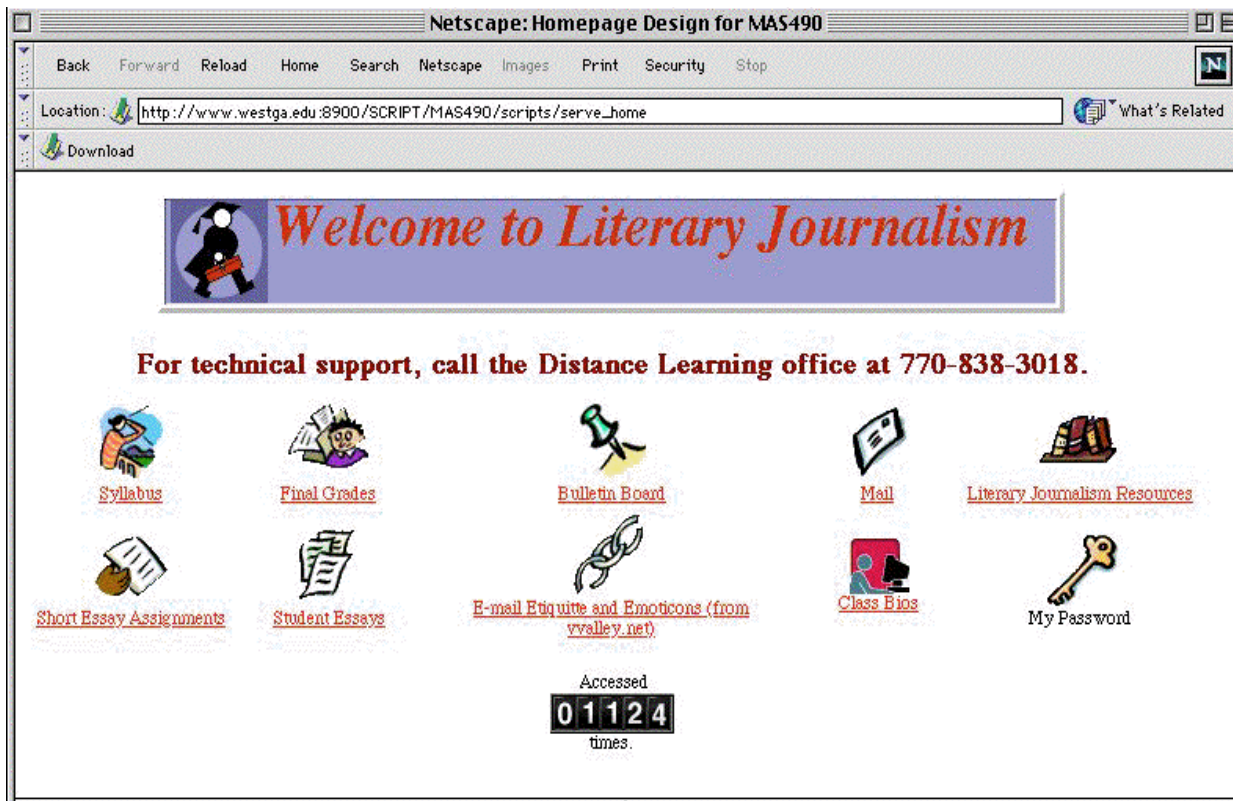 Netscape: Homepage Design for MAS490
Back Forward Reload Home Search Netscape Images Print Security Stop
N
Location: http://www.westga.edu:8900/SCRIPT/MAS490/scripts/serve_home What's Related
Download
Welcome to Literary Journalism
For technical support, call the Distance Learning office at 770-838-3018.
Syllabus Final Grades Bulletin Board Mail Literary Journalism Resources
Short Essay Assignments Student Essays E-mail Etiquitte and Emoticons (from Class Bios My Password
vvalley.net)
Accessed
01124
times.